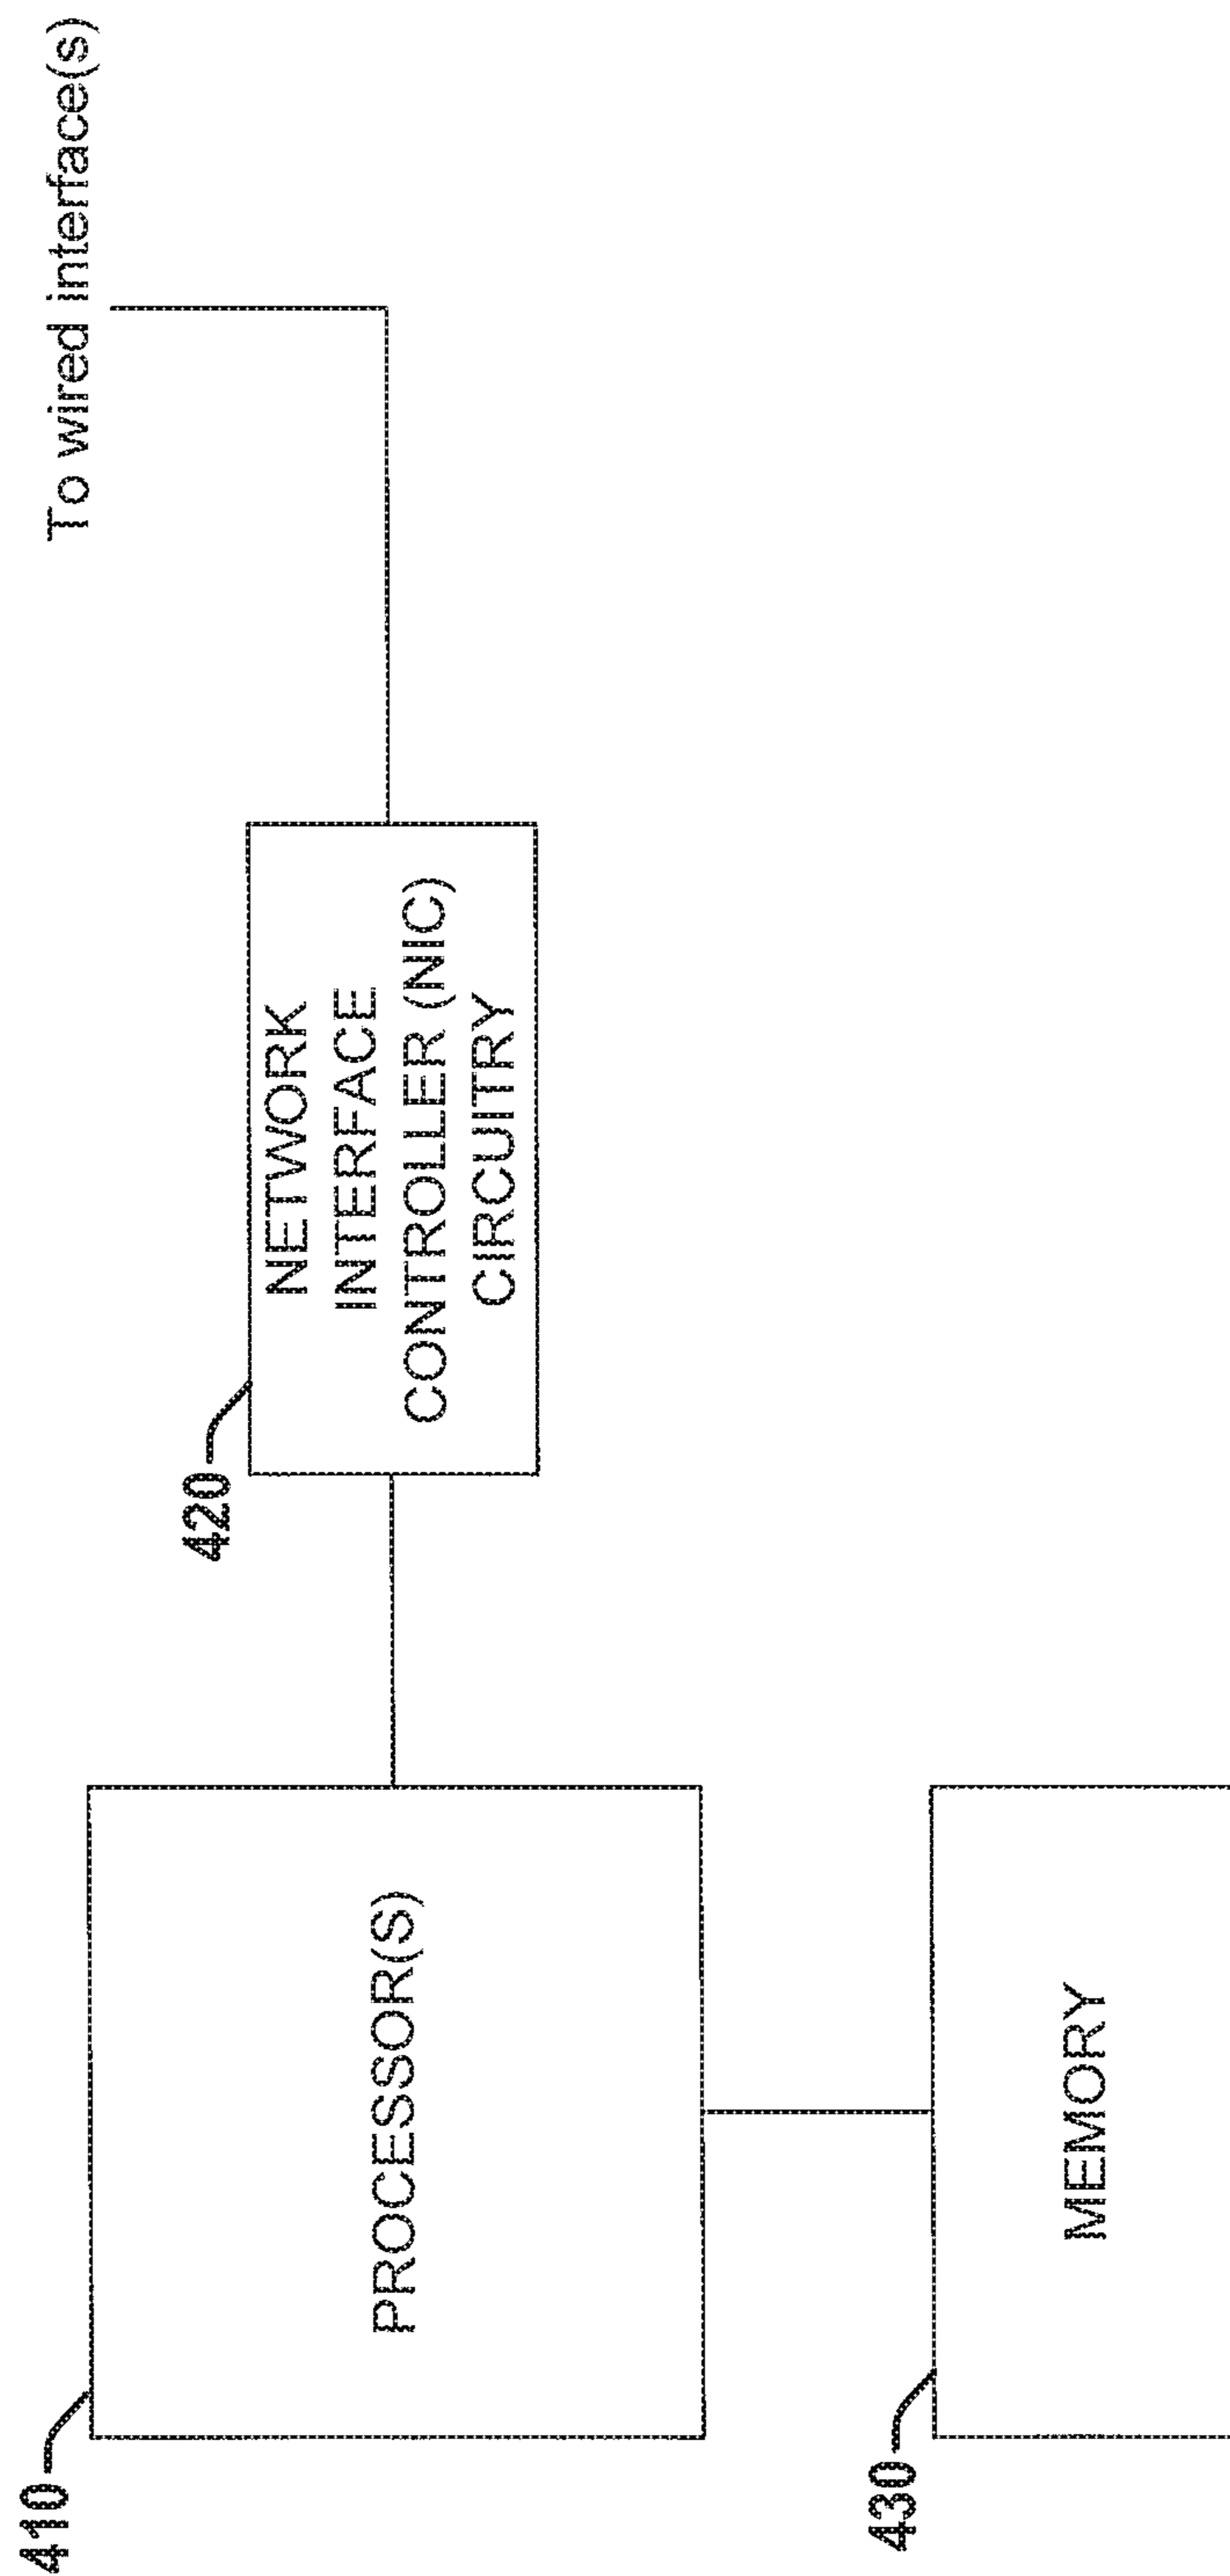 To wired interface(s)
420
NETWORK
INTERFACE
CONTROLLER (NIC)
CIRCUITRY
410
PROCESSOR(S)
430
MEMORY